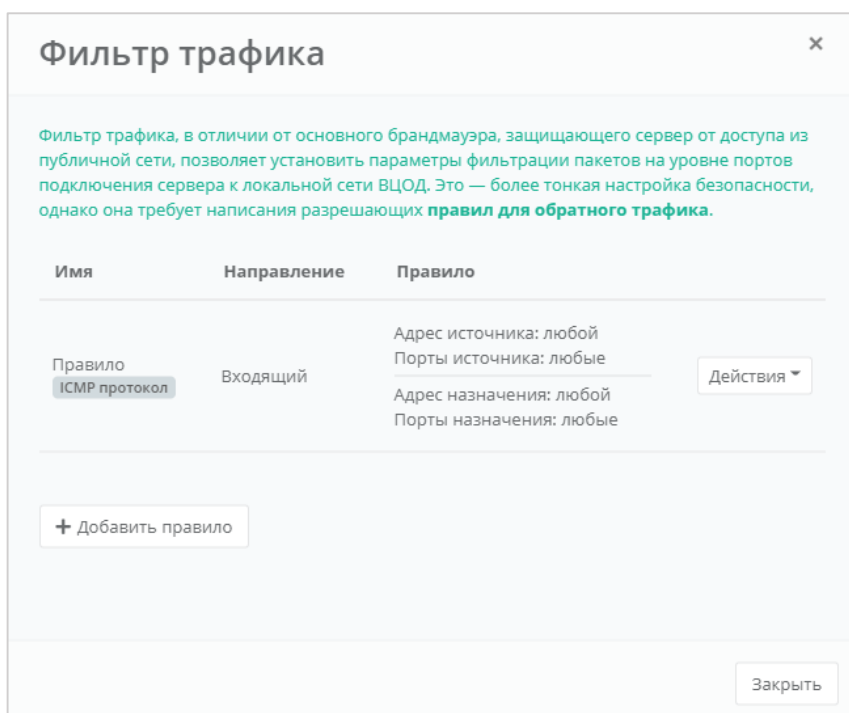 Фильтр трафика
×
Фильтр трафика, в отличии от основного брандмауэра, защищающего сервер от доступа из
публичной сети, позволяет установить параметры фильтрации пакетов на уровне портов
подключения сервера к локальной сети ВЦОД. Это — более тонкая настройка безопасности,
однако она требует написания разрешающих правил для обратного трафика.
Имя Направление Правило
Адрес источника: любой
Порты источника: любые
Правило
ICMP протокол
Входящий
Адрес назначения: любой
Порты назначения: любые
Действия
+ Добавить правило
Закрыть